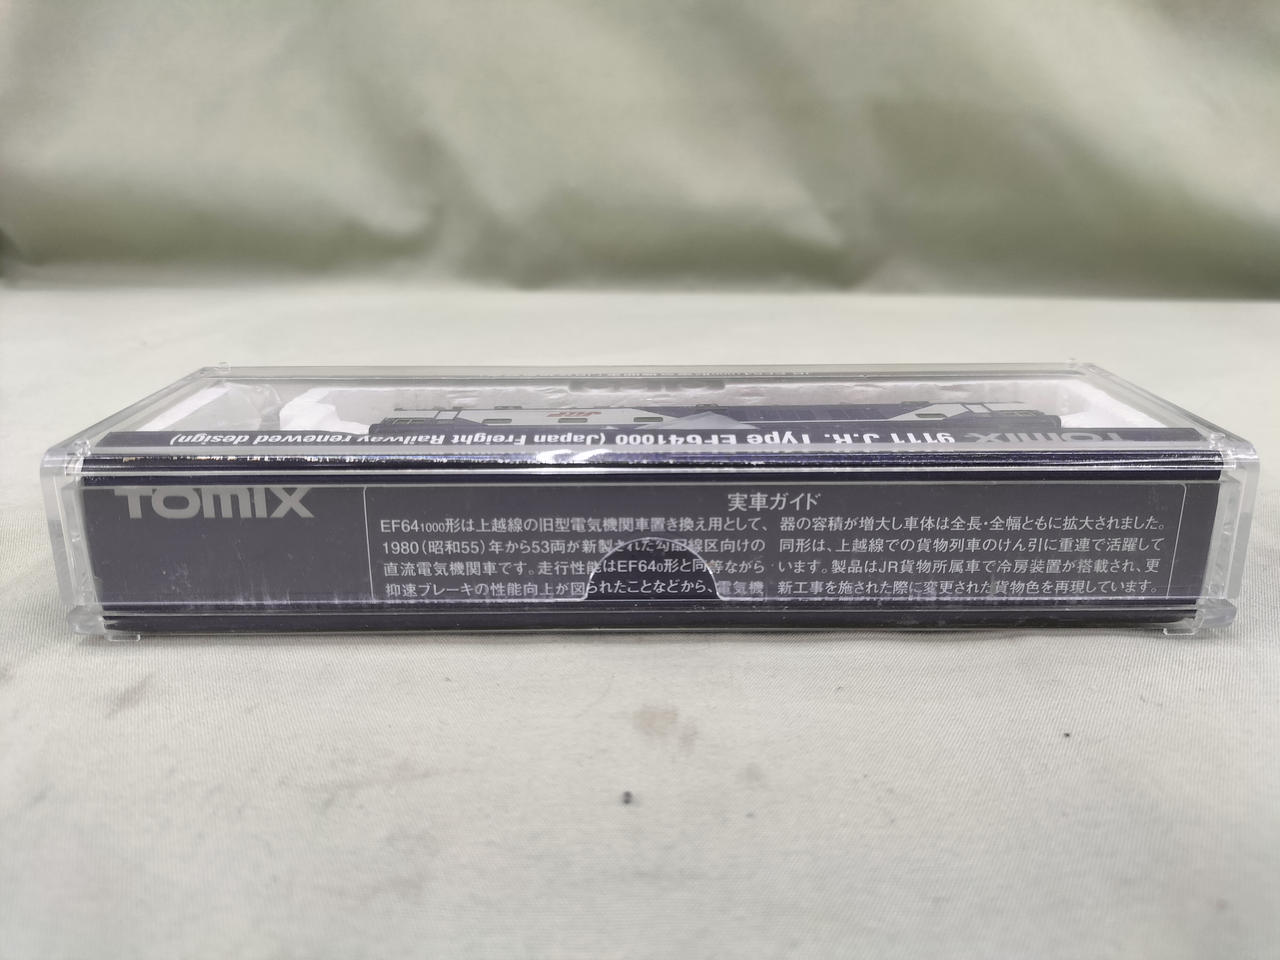 TOMIX 9111 J.R. Type EF641000 (Japan Freight Railway renewed design)
TOMIX
実車ガイド
EF641000形は上越線の旧型電気機関車置き換え用として、
1980(昭和55)年から53両が新製された勾配線区向けの
直流電気機関車です。走行性能はEF640形と同等ながら
抑速ブレーキの性能向上が図られたことなどから、電気機
器の容積が増大し車体は全長・全幅ともに拡大されました。
同形は、上越線での貨物列車のけん引に重連で活躍して
います。製品はJR貨物所属車で冷房装置が搭載され、更
新工事を施された際に変更された貨物色を再現しています。